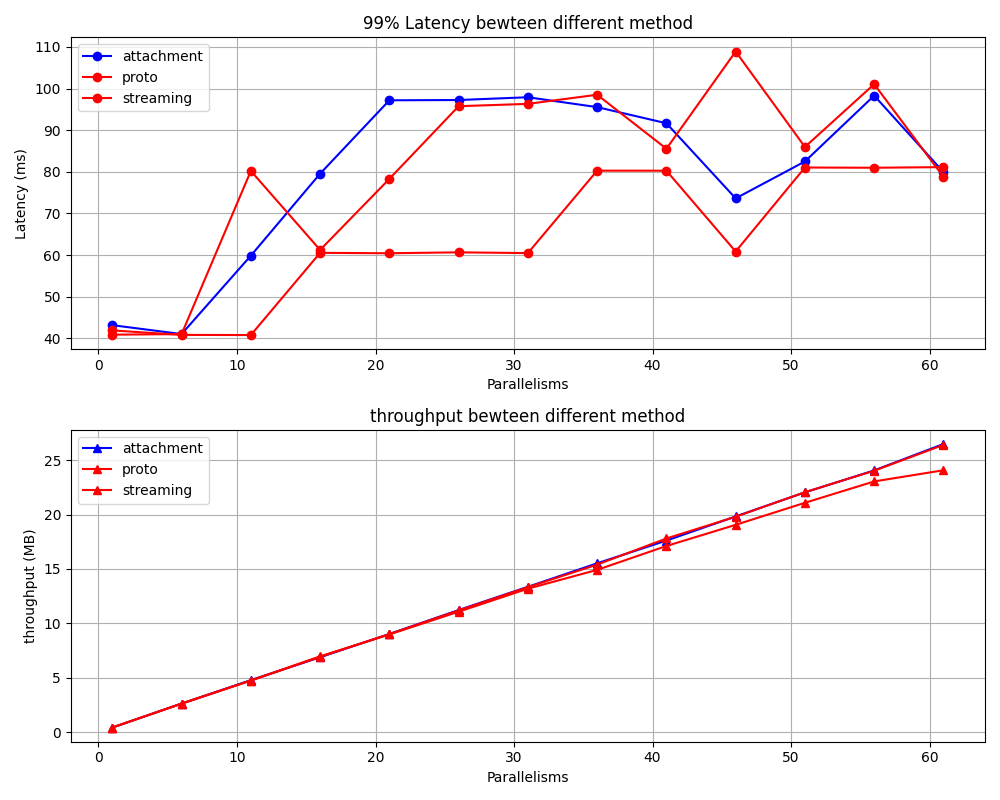 99% Latency bewteen different method
110
100
90
80
70
60
50
40
Latency (ms)
attachment
proto
streaming
0 10 20 30 40 50 60
Parallelisms
throughput bewteen different method
25
20
15
10
5
0
throughput (MB)
attachment
proto
streaming
0 10 20 30 40 50 60
Parallelisms